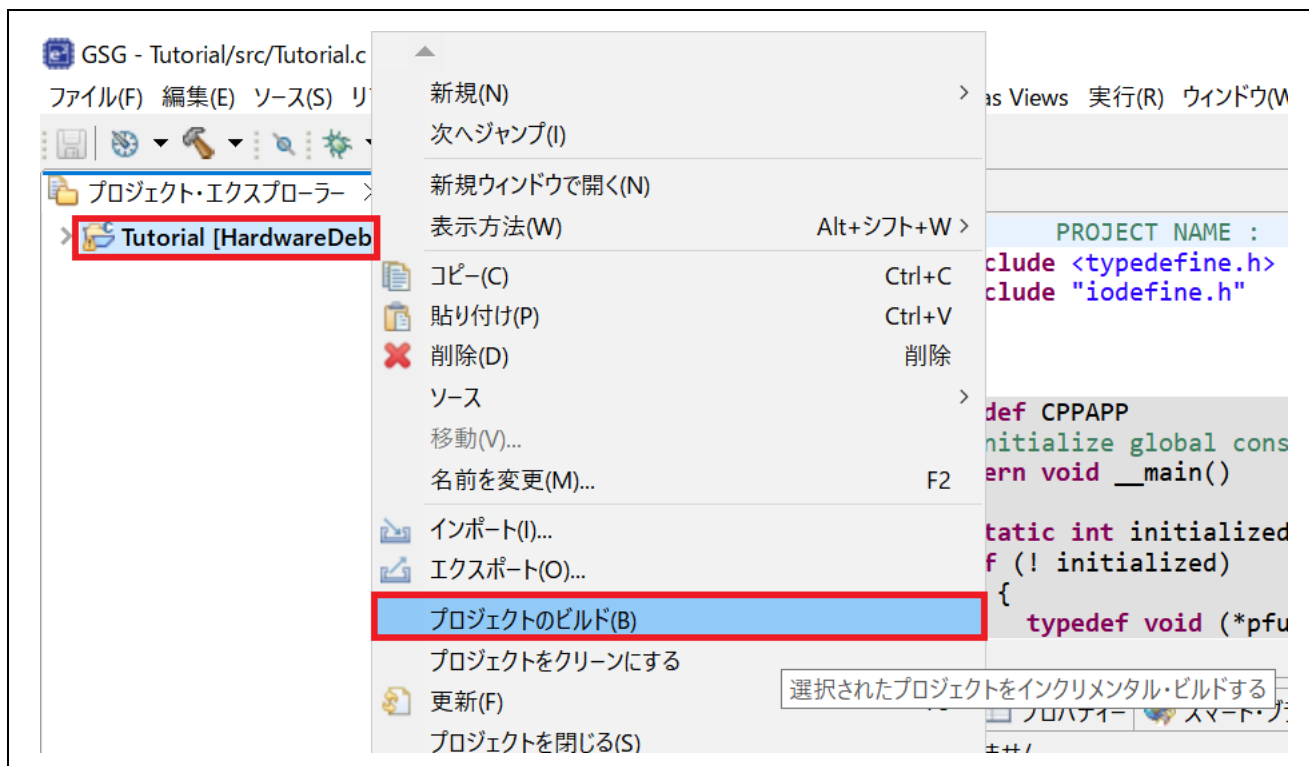 GSG - Tutorial/src/Tutorial.c
ファイル(F) 編集(E) ソース(S) as Views 実行(R) ウィンドウ(W
プロジェクト・エクスプローラー
Tutorial [HardwareDeb
新規(N)
次へジャンプ(I)
新規ウィンドウで開く(N)
表示方法(W) Alt+シフト+W
コピー(C) Ctrl+C
貼り付け(P) Ctrl+V
削除(D) 削除
ソース
移動(V)...
名前を変更(M)... F2
インポート(I)...
エクスポート(O)...
プロジェクトのビルド(B)
プロジェクトをクリーンにする
更新(F)
プロジェクトを閉じる(S)
選択されたプロジェクトをインクリメンタル・ビルドする
PROJECT NAME :
clude <typedefine.h>
clude "iodefine.h"
def CPPAPP
nitialize global cons
ern void __main()
tatic int initialized
f (! initialized)
{
typedef void (*pfu
プロパティー スマート・ブ